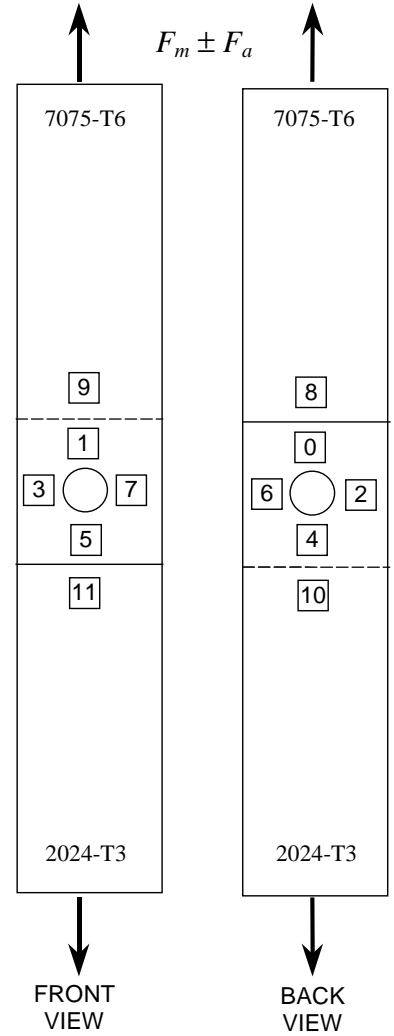 F_m ± F_a
7075-T6
7075-T6
9
8
1
0
3
7
6
2
5
4
11
10
2024-T3
2024-T3
FRONT
VIEW
BACK
VIEW